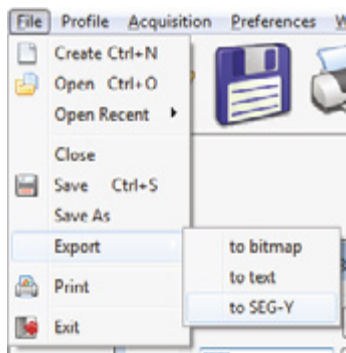 File Profile Acquisition Preferences W
Create Ctrl+N
Open Ctrl+O
Open Recent
Close
Save Ctrl+S
Save As
Export
to bitmap
to text
to SEG-Y
Print
Exit